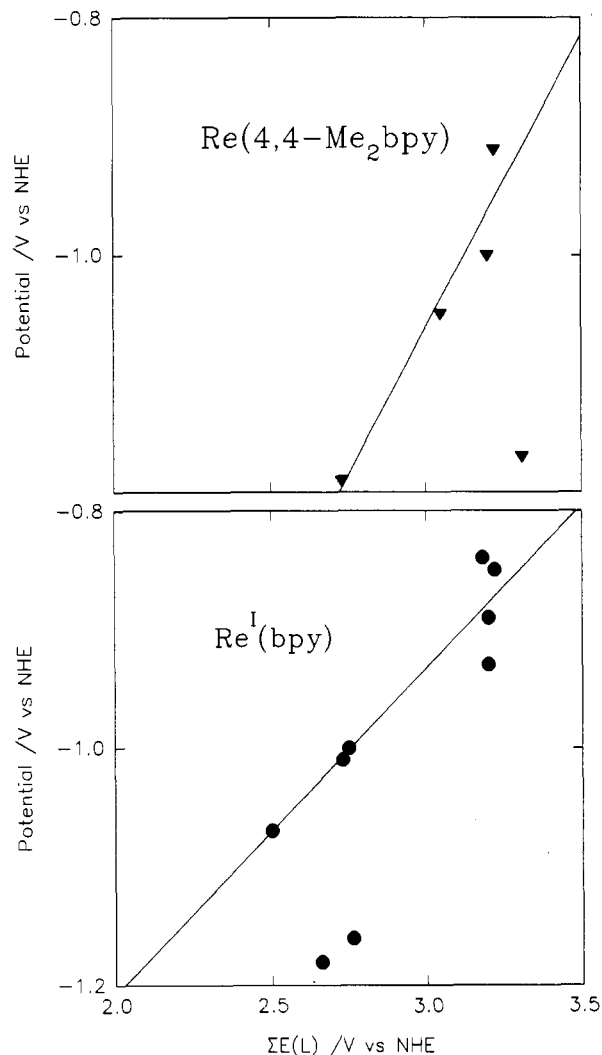 -0.8
Re(4,4-Me₂bpy)
-1.0
Potential /V vs NHE
-0.8
Reᴵ(bpy)
-1.0
Potential /V vs NHE
-1.2
2.0 2.5 3.0 3.5
ΣE(L) /V vs NHE